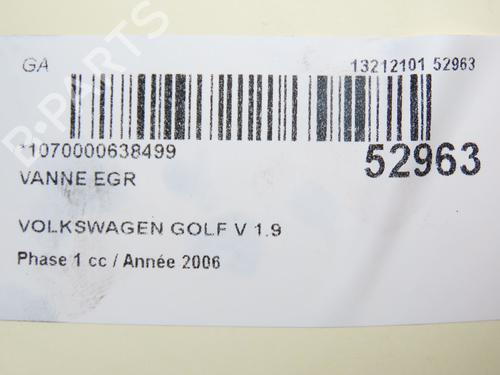 GA 13212101 52963
*1070000638499 52963
VANNE EGR
VOLKSWAGEN GOLF V 1.9
Phase 1 cc / Année 2006
B-PARTS